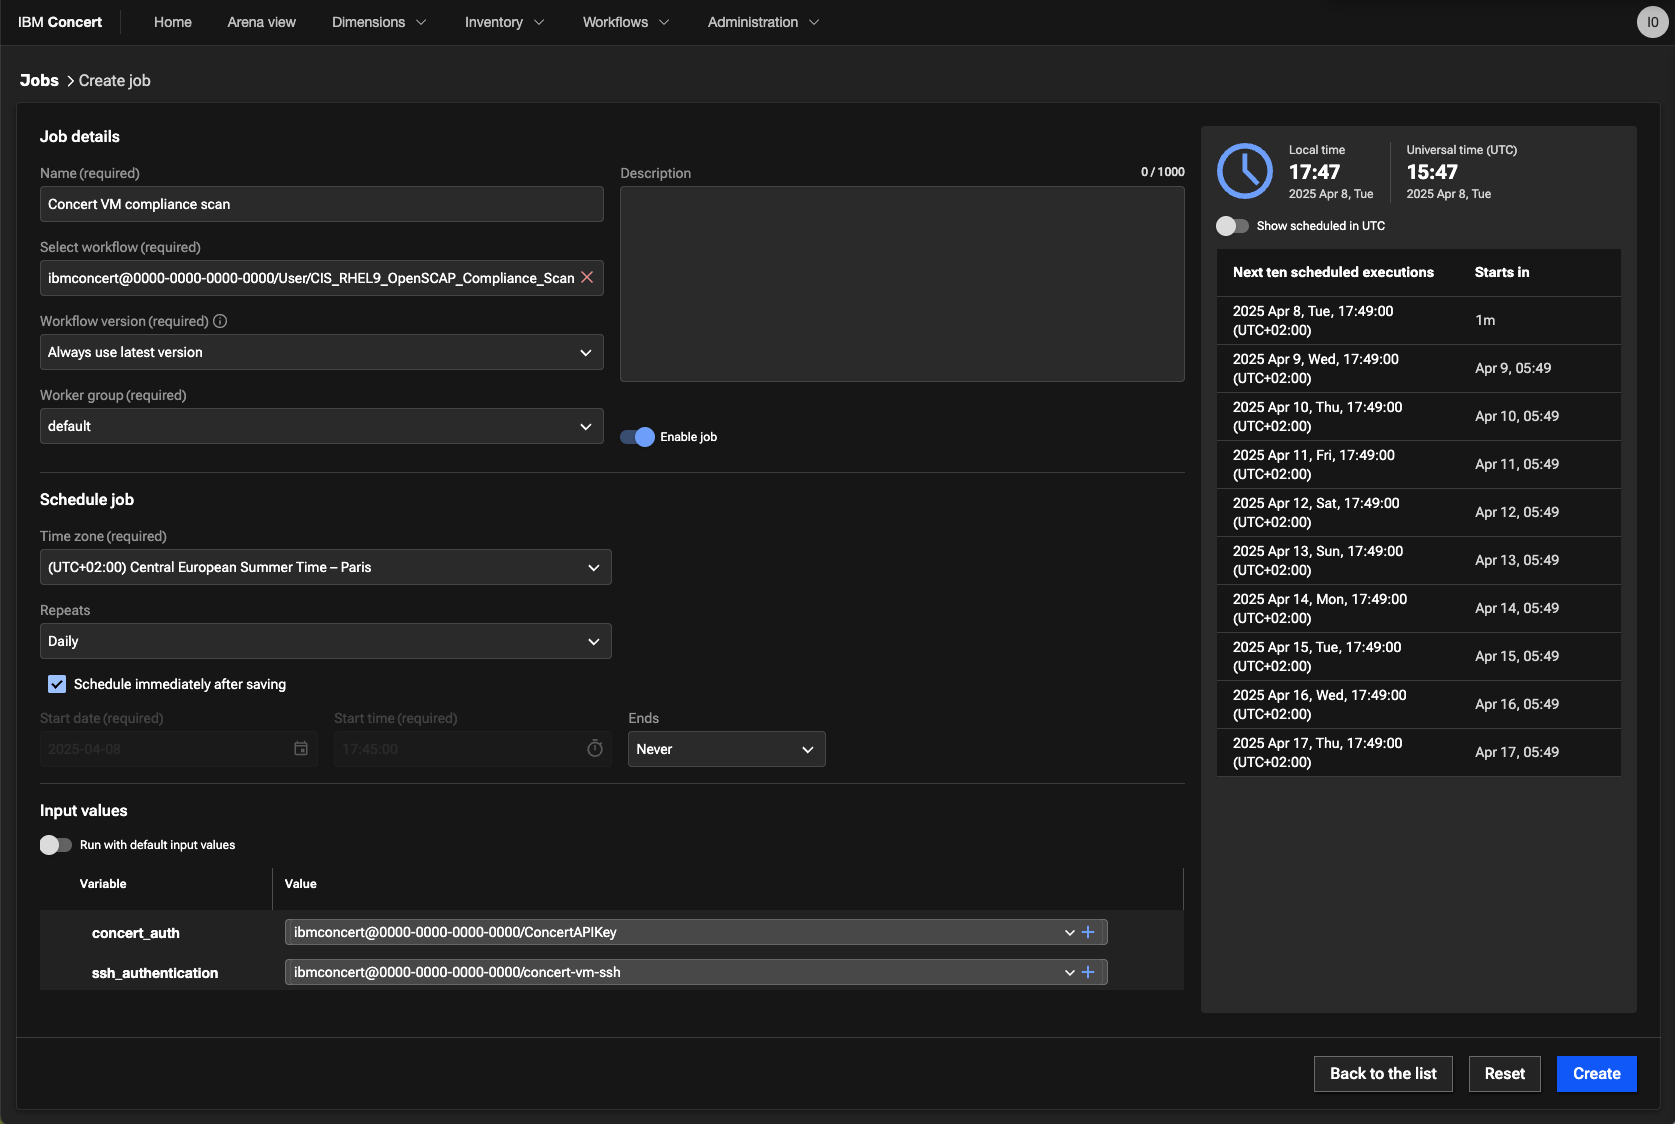 IBM Concert
Home
Arena view
Dimensions
Inventory
Workflows
Administration
I0
Jobs > Create job
Job details
Name (required)
Concert VM compliance scan
Select workflow (required)
ibmconcert@0000-0000-0000-0000/User/CIS_RHEL9_OpenSCAP_Compliance_Scan
Workflow version (required)
Always use latest version
Worker group (required)
default
Description
0 / 1000
Enable job
Schedule job
Time zone (required)
(UTC+02:00) Central European Summer Time – Paris
Repeats
Daily
Schedule immediately after saving
Start date (required)
2025-04-08
Start time (required)
17:45:00
Ends
Never
Input values
Run with default input values
Variable
Value
concert_auth
ibmconcert@0000-0000-0000-0000/ConcertAPIKey
ssh_authentication
ibmconcert@0000-0000-0000-0000/concert-vm-ssh
Local time
17:47
2025 Apr 8, Tue
Universal time (UTC)
15:47
2025 Apr 8, Tue
Show scheduled in UTC
Next ten scheduled executions
Starts in
2025 Apr 8, Tue, 17:49:00
(UTC+02:00)
1m
2025 Apr 9, Wed, 17:49:00
(UTC+02:00)
Apr 9, 05:49
2025 Apr 10, Thu, 17:49:00
(UTC+02:00)
Apr 10, 05:49
2025 Apr 11, Fri, 17:49:00
(UTC+02:00)
Apr 11, 05:49
2025 Apr 12, Sat, 17:49:00
(UTC+02:00)
Apr 12, 05:49
2025 Apr 13, Sun, 17:49:00
(UTC+02:00)
Apr 13, 05:49
2025 Apr 14, Mon, 17:49:00
(UTC+02:00)
Apr 14, 05:49
2025 Apr 15, Tue, 17:49:00
(UTC+02:00)
Apr 15, 05:49
2025 Apr 16, Wed, 17:49:00
(UTC+02:00)
Apr 16, 05:49
2025 Apr 17, Thu, 17:49:00
(UTC+02:00)
Apr 17, 05:49
Back to the list
Reset
Create